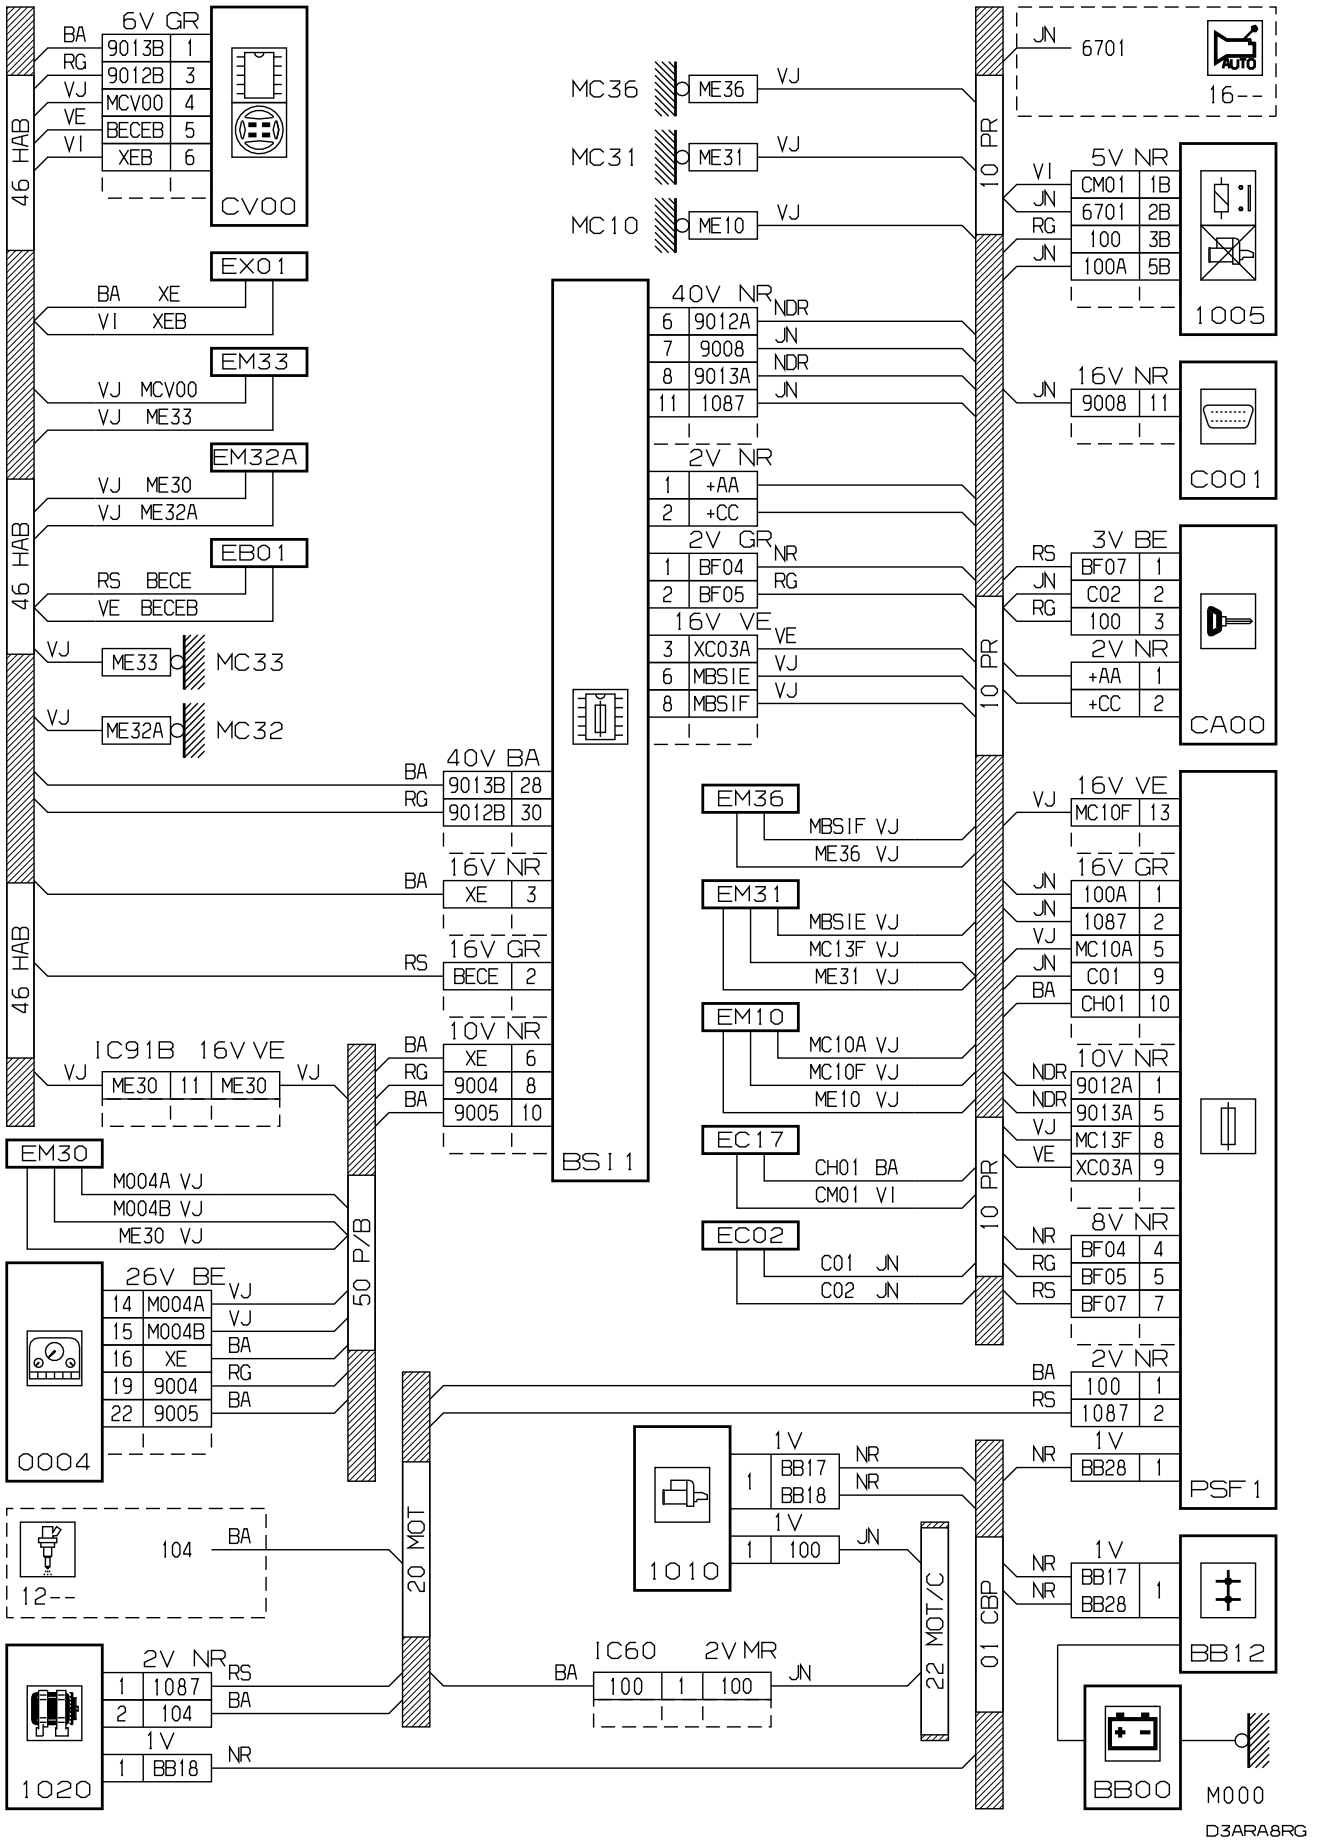 6V GR
BA 9013B 1
RG 9012B 3
VJ MCV00 4
VE BECEB 5
VI XEB 6
CV00
46 HAB
EX01
BA XE
VI XEB
EM33
VJ MCV00
VJ ME33
EM32A
VJ ME30
VJ ME32A
46 HAB
EB01
RS BECE
VE BECEB
VJ ME33 MC33
VJ ME32A MC32
46 HAB
MC36 ME36 VJ
MC31 ME31 VJ
MC10 ME10 VJ
10 PR
40V NR
6 9012A NDR
7 9008 JN
8 9013A NDR
11 1087 JN
2V NR
1 +AA
2 +CC
2V GR
1 BF04 NR
2 BF05 RG
16V VE
3 XC03A VE
6 MBSIE VJ
8 MBSIF VJ
40V BA
BA 9013B 28
RG 9012B 30
16V NR
BA XE 3
16V GR
RS BECE 2
10V NR
BA XE 6
RG 9004 8
BA 9005 10
BSI1
IC91B 16V VE
VJ ME30 11 ME30 VJ
EM30
M004A VJ
M004B VJ
ME30 VJ
50 P/B
26V BE
14 M004A VJ
15 M004B VJ
16 XE BA
19 9004 RG
22 9005 BA
0004
104 BA
12--
20 MOT
2V NR
1 1087 RS
2 104 BA
1V
1 BB18 NR
1020
EM36
MBSIF VJ
ME36 VJ
EM31
MBSIE VJ
MC13F VJ
ME31 VJ
EM10
MC10A VJ
MC10F VJ
ME10 VJ
EC17
CH01 BA
CM01 VI
EC02
C01 JN
C02 JN
10 PR
10 PR
1V
1 BB17 NR
BB18 NR
1V
1 100 JN
1010
IC60 2V MR
BA 100 1 100 JN
22 MOT/C
01 CBP
JN 6701
AUTO
16--
5V NR
VI CM01 1B
JN 6701 2B
RG 100 3B
JN 100A 5B
1005
16V NR
JN 9008 11
C001
3V BE
RS BF07 1
JN C02 2
RG 100 3
2V NR
+AA 1
+CC 2
CA00
16V VE
VJ MC10F 13
16V GR
JN 100A 1
JN 1087 2
VJ MC10A 5
JN C01 9
BA CH01 10
10V NR
NDR 9012A 1
NDR 9013A 5
VJ MC13F 8
VE XC03A 9
8V NR
NR BF04 4
RG BF05 5
RS BF07 7
2V NR
BA 100 1
RS 1087 2
1V
NR BB28 1
PSF1
1V
NR BB17 1
NR BB28
BB12
+ -
BB00
M000
D3ARA8RG